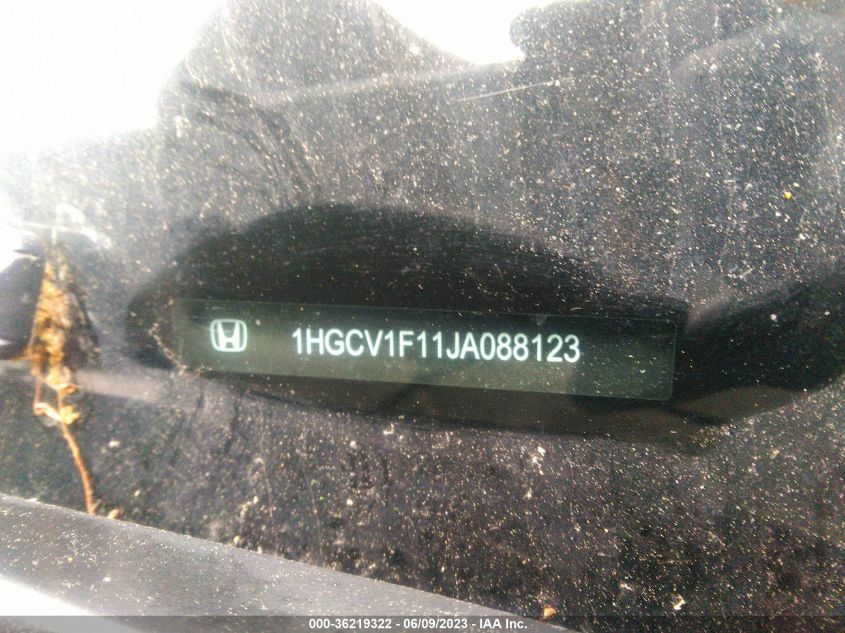 1HGCV1F11JA088123
000-36219322 - 06/09/2023 - IAA Inc.